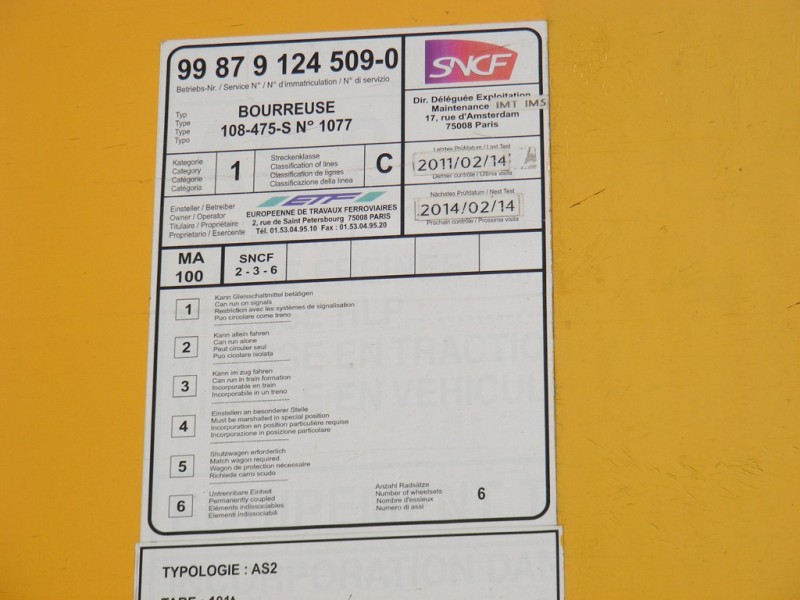 99 87 9 124 509-0
Betriebs-Nr. / Service N° / N° d'immatriculation / N° di servizio
SNCF
Typ
Type
Type
Tipo
BOURREUSE
108-475-S N° 1077
Dir. Déléguée Exploitation
Maintenance IMT IMS
17, rue d'Amsterdam
75008 Paris
Kategorie
Category
Catégorie
Categoria
1
Streckenklasse
Classification of lines
Classification de lignes
Classificazione della linea
C
Letztes Prüfdatum / Last Test
2011/02/14
Dernier contrôle / Ultima visita
Einsteller / Betreiber
Owner / Operator
Titulaire / Propriétaire
Proprietario / Esercente
ETF
EUROPEENNE DE TRAVAUX FERROVIAIRES
2, rue de Saint Petersbourg 75008 PARIS
Tél. 01.53.04.95.10 Fax : 01.53.04.95.20
Nächstes Prüfdatum / Next Test
2014/02/14
Prochain contrôle / Prossima visita
MA
100
SNCF
2 - 3 - 6
1
Kann Gleisschaltmittel betätigen
Can run on signals
Restriction avec les systèmes de signalisation
Puo circolare come treno
2
Kann allein fahren
Can run alone
Peut circuler seul
Puo cicolare isolata
3
Kann im zug fahren
Can run in train formation
Incorporable en train
Incorporabile in un treno
4
Einstellen an besonderer Stelle
Must be marshalled in special position
Incorporation en position particulière requise
Incorporazione in posizione particolare
5
Shutzwagen erforderlich
Match wagon required
Wagon de protection nécessaire
Richiede carro scudo
6
Untrennbare Einheit
Permanently coupled
Eléments indissociables
Elementi indissociabili
Anzahl Radsätze
Number of wheelsets
Nombre d'essieux
Numero di assi
6
TYPOLOGIE : AS2
TARE : 101t